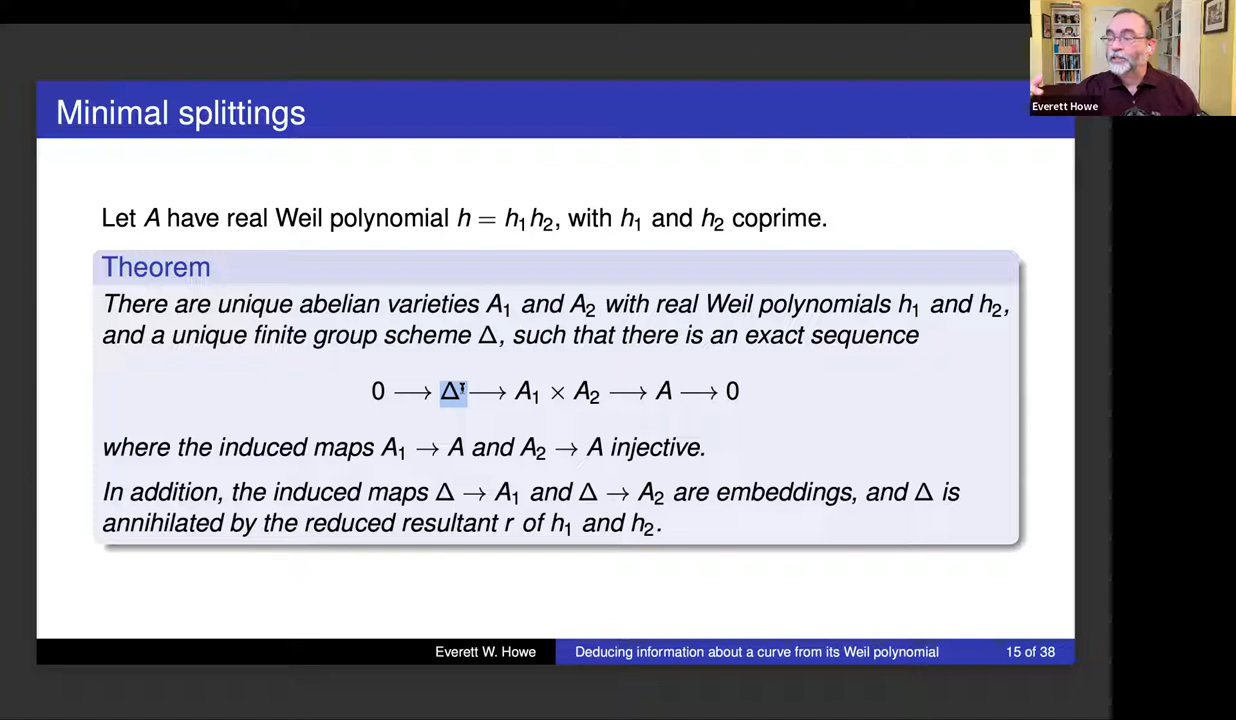 Minimal splittings
Everett Howe
Let A have real Weil polynomial h = h₁h₂, with h₁ and h₂ coprime.
Theorem
There are unique abelian varieties A₁ and A₂ with real Weil polynomials h₁ and h₂,
and a unique finite group scheme Δ, such that there is an exact sequence
0 ⟶ Δ ⟶ A₁ × A₂ ⟶ A ⟶ 0
where the induced maps A₁ → A and A₂ → A injective.
In addition, the induced maps Δ → A₁ and Δ → A₂ are embeddings, and Δ is
annihilated by the reduced resultant r of h₁ and h₂.
Everett W. Howe Deducing information about a curve from its Weil polynomial 15 of 38